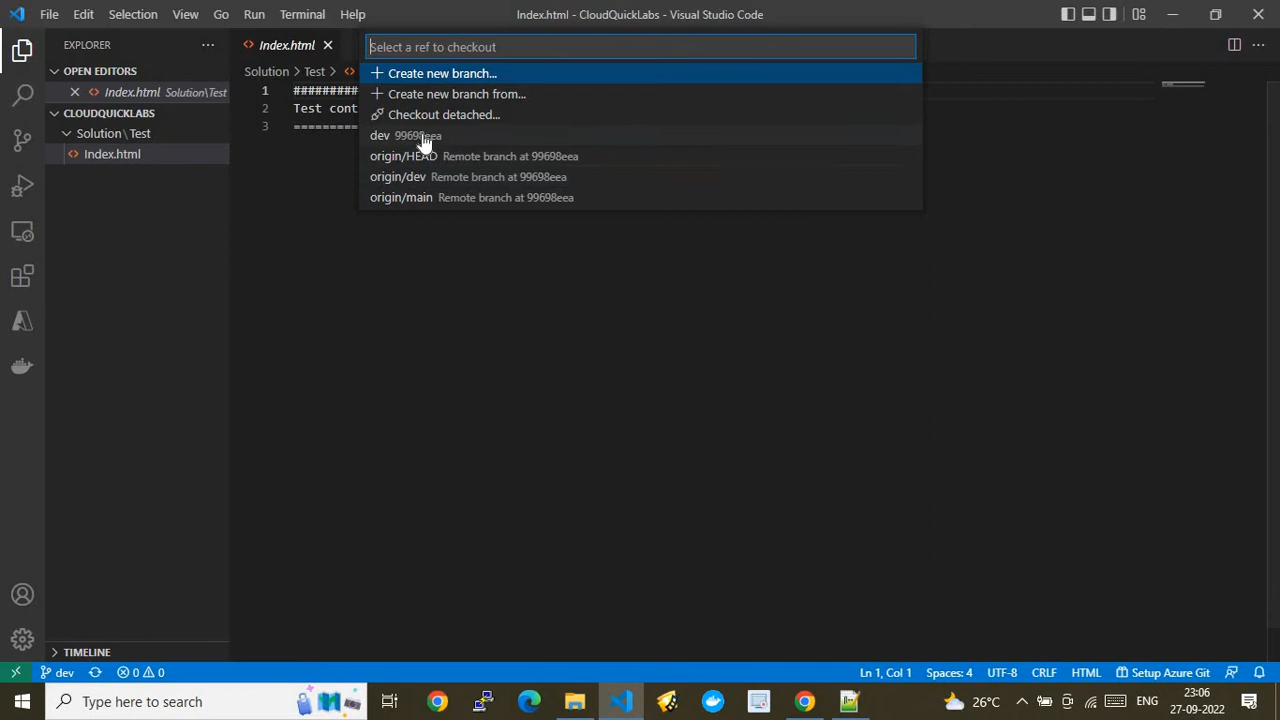 File Edit Selection View Go Run Terminal Help
Index.html - CloudQuickLabs - Visual Studio Code
EXPLORER
Index.html
Select a ref to checkout
OPEN EDITORS
Solution Test
Create new branch...
Index.html Solution\Test
1 ##########
Create new branch from...
CLOUDQUICKLABS
2 Test cont
Checkout detached...
3 ==========
Solution\Test
dev 99698eea
Index.html
origin/HEAD Remote branch at 99698eea
origin/dev Remote branch at 99698eea
origin/main Remote branch at 99698eea
TIMELINE
dev 0 0 Ln 1, Col 1 Spaces: 4 UTF-8 CRLF HTML Setup Azure Git
Type here to search
26°C ENG
23:06
27-09-2022